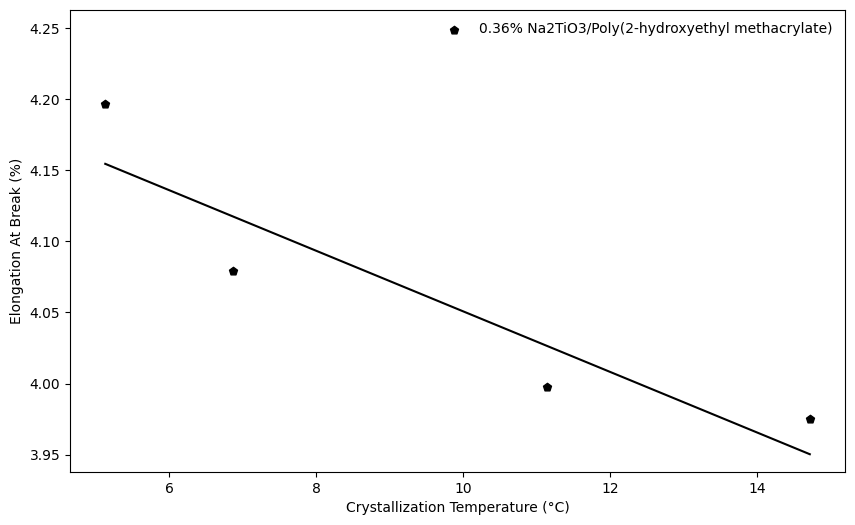 0.36% Na2TiO3/Poly(2-hydroxyethyl methacrylate)
4.25
4.20
4.15
4.10
4.05
4.00
3.95
Elongation At Break (%)
6 8 10 12 14
Crystallization Temperature (°C)